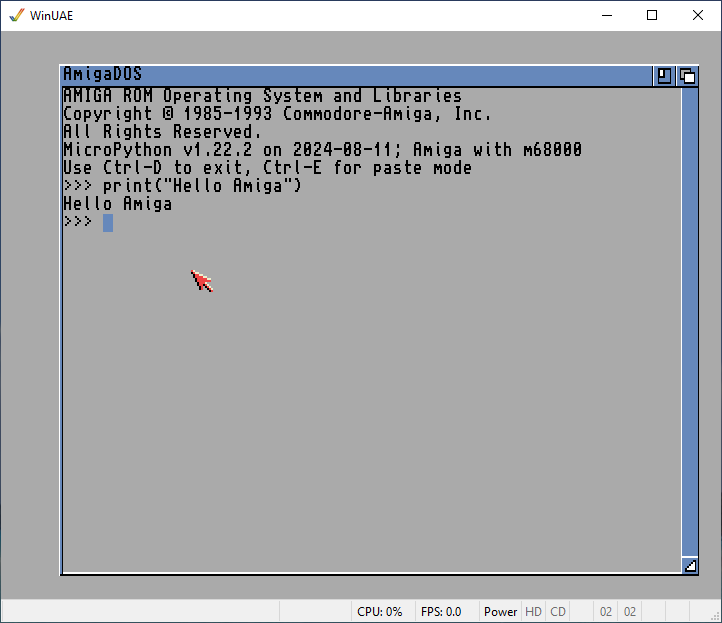 WinUAE
AmigaDOS
AMIGA ROM Operating System and Libraries
Copyright © 1985-1993 Commodore-Amiga, Inc.
All Rights Reserved.
MicroPython v1.22.2 on 2024-08-11; Amiga with m68000
Use Ctrl-D to exit, Ctrl-E for paste mode
>>> print("Hello Amiga")
Hello Amiga
>>>
CPU: 0% FPS: 0.0 Power HD CD 02 02